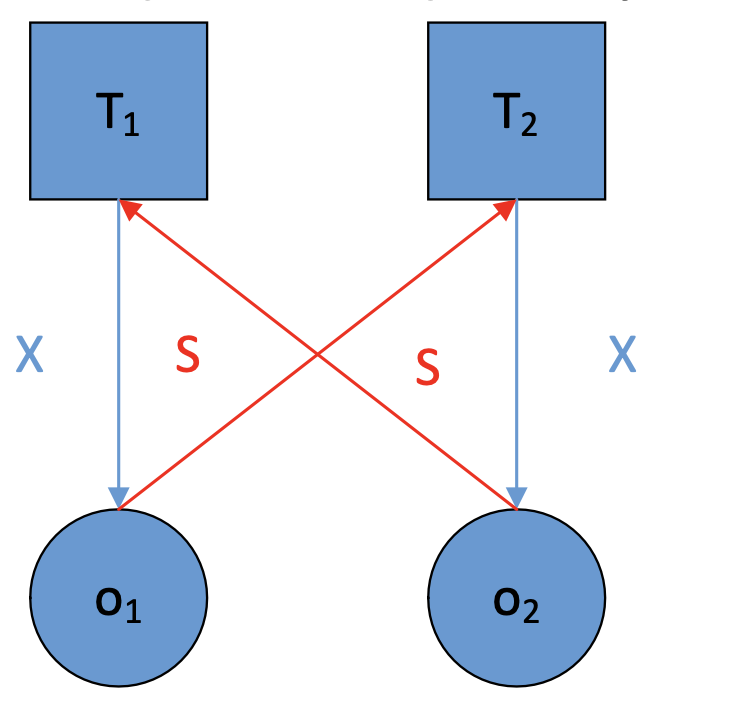 T₁ T₂
X S S X
o₁ o₂